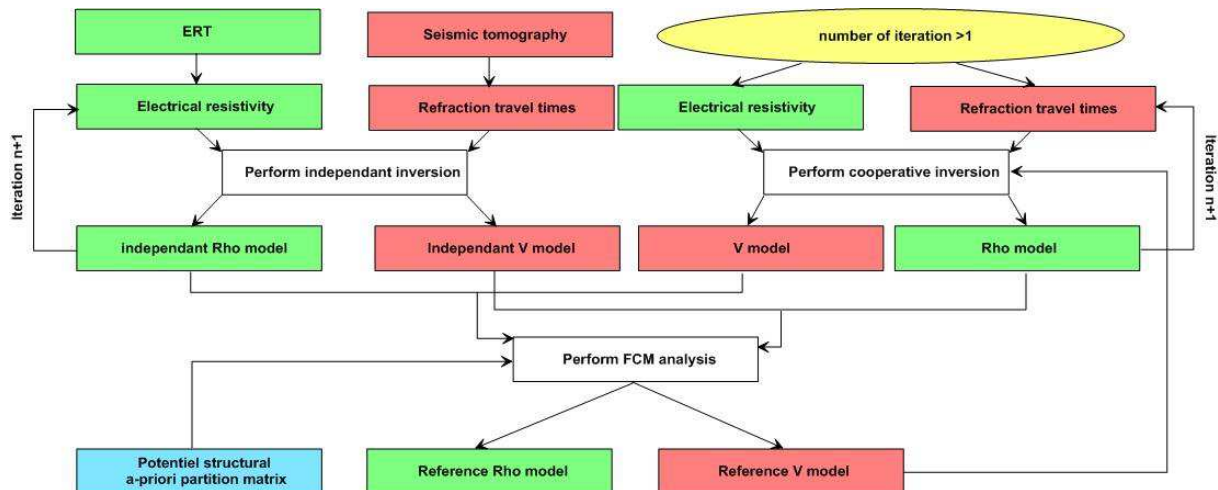 ERT
Seismic tomography
number of iteration >1
Electrical resistivity
Refraction travel times
Electrical resistivity
Refraction travel times
Iteration n+1
Perform independant inversion
Perform cooperative inversion
Iteration n+1
independant Rho model
Independant V model
V model
Rho model
Perform FCM analysis
Potentiel structural
a-priori partition matrix
Reference Rho model
Reference V model